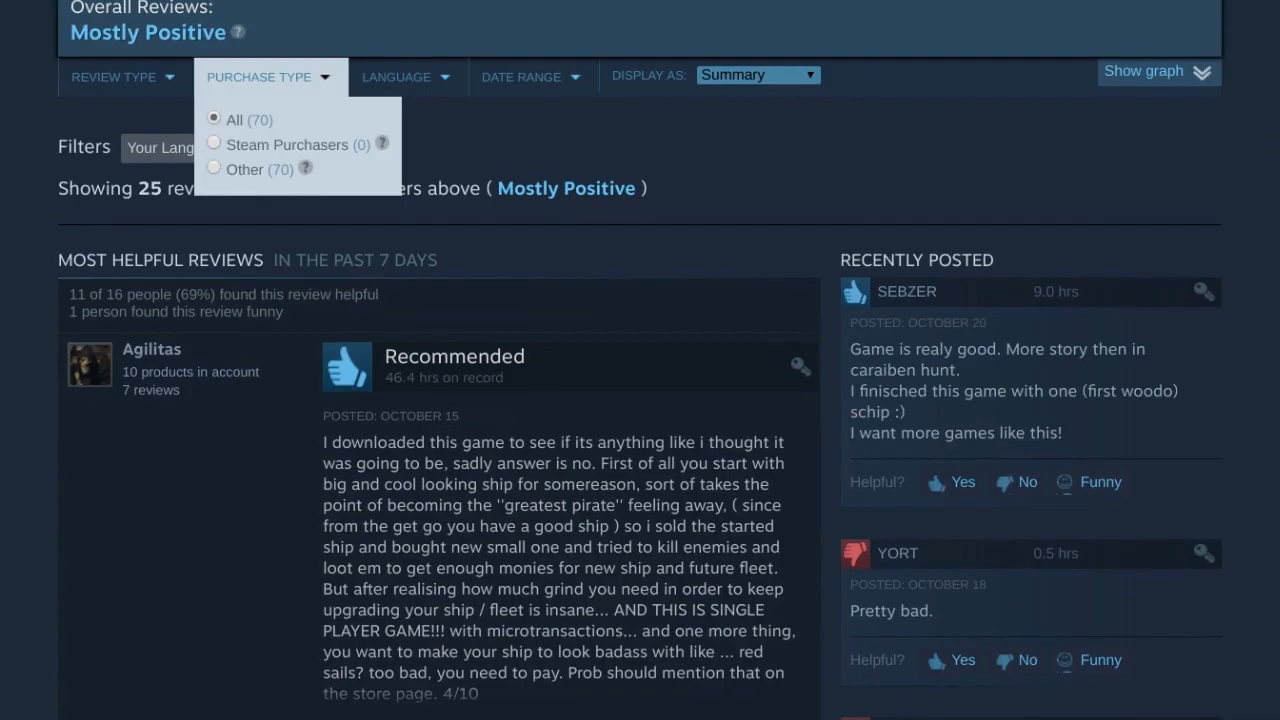 Overall Reviews:
Mostly Positive ?
REVIEW TYPE PURCHASE TYPE LANGUAGE DATE RANGE DISPLAY AS: Summary Show graph
All (70)
Steam Purchasers (0) ?
Other (70) ?
Filters Your Lang
Showing 25 rev ers above ( Mostly Positive )
MOST HELPFUL REVIEWS IN THE PAST 7 DAYS
11 of 16 people (69%) found this review helpful
1 person found this review funny
Agilitas
10 products in account
7 reviews
Recommended
46.4 hrs on record
POSTED: OCTOBER 15
I downloaded this game to see if its anything like i thought it
was going to be, sadly answer is no. First of all you start with
big and cool looking ship for somereason, sort of takes the
point of becoming the ''greatest pirate'' feeling away, ( since
from the get go you have a good ship ) so i sold the started
ship and bought new small one and tried to kill enemies and
loot em to get enough monies for new ship and future fleet.
But after realising how much grind you need in order to keep
upgrading your ship / fleet is insane... AND THIS IS SINGLE
PLAYER GAME!!! with microtransactions... and one more thing,
you want to make your ship to look badass with like ... red
sails? too bad, you need to pay. Prob should mention that on
the store page. 4/10
RECENTLY POSTED
SEBZER 9.0 hrs
POSTED: OCTOBER 20
Game is realy good. More story then in
caraiben hunt.
I finisched this game with one (first woodo)
schip :)
I want more games like this!
Helpful? Yes No Funny
YORT 0.5 hrs
POSTED: OCTOBER 18
Pretty bad.
Helpful? Yes No Funny